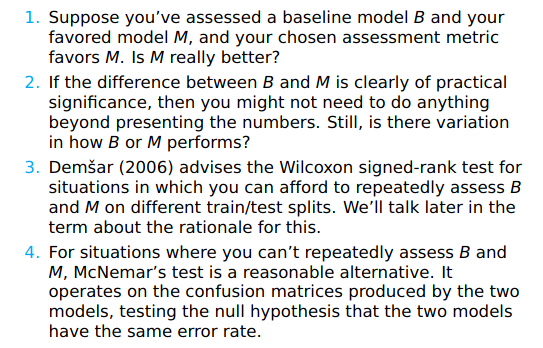 1. Suppose you've assessed a baseline model B and your
favored model M, and your chosen assessment metric
favors M. Is M really better?
2. If the difference between B and M is clearly of practical
significance, then you might not need to do anything
beyond presenting the numbers. Still, is there variation
in how B or M performs?
3. Demšar (2006) advises the Wilcoxon signed-rank test for
situations in which you can afford to repeatedly assess B
and M on different train/test splits. We'll talk later in the
term about the rationale for this.
4. For situations where you can't repeatedly assess B and
M, McNemar's test is a reasonable alternative. It
operates on the confusion matrices produced by the two
models, testing the null hypothesis that the two models
have the same error rate.